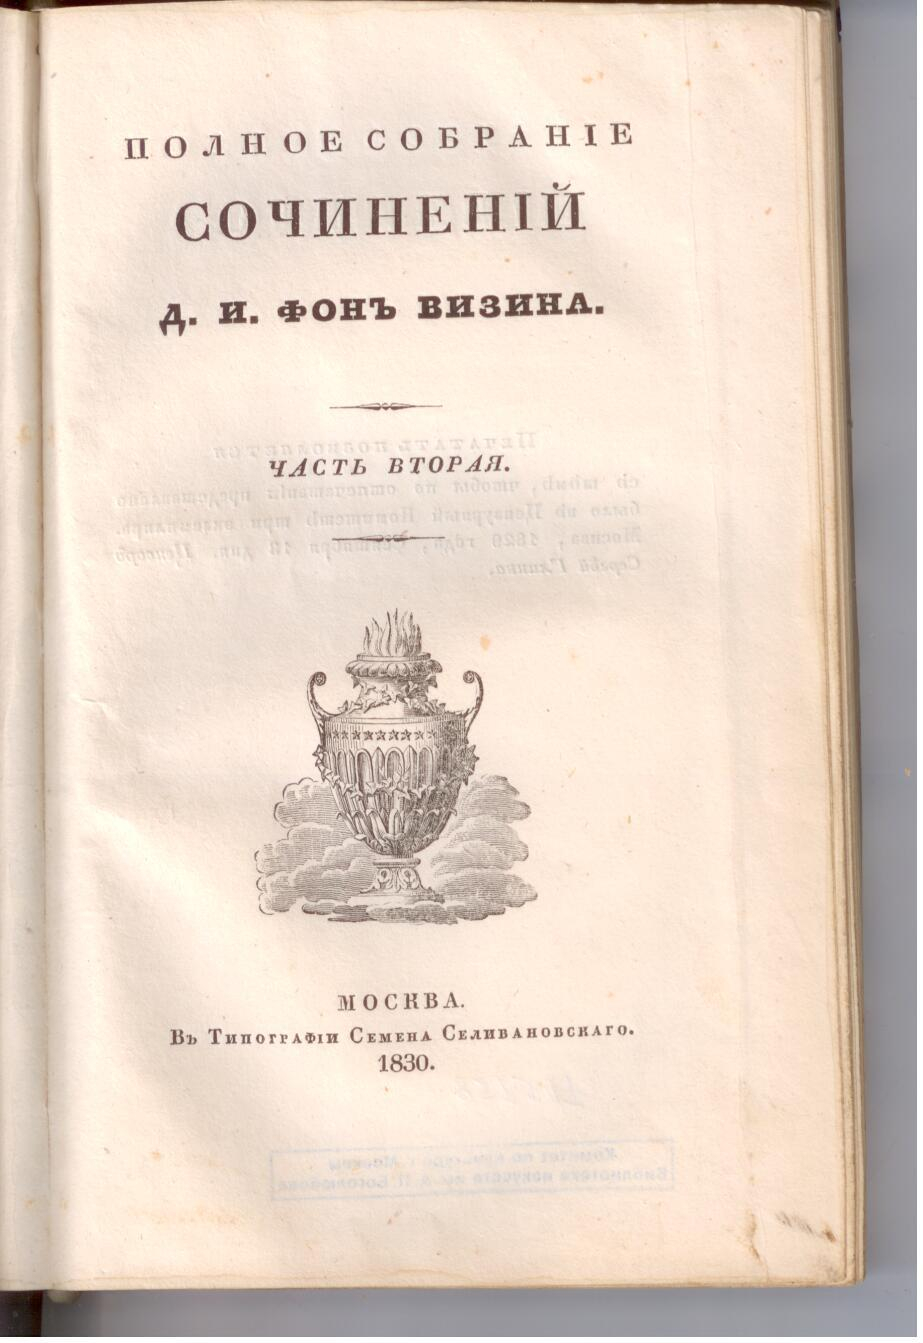 ПОЛНОЕ СОБРАНІЕ
СОЧИНЕНІЙ
Д. И. ФОНЪ ВИЗИНА.
ЧАСТЬ ВТОРАЯ.
МОСКВА.
Въ Типографіи Семена Селивановскаго.
1830.